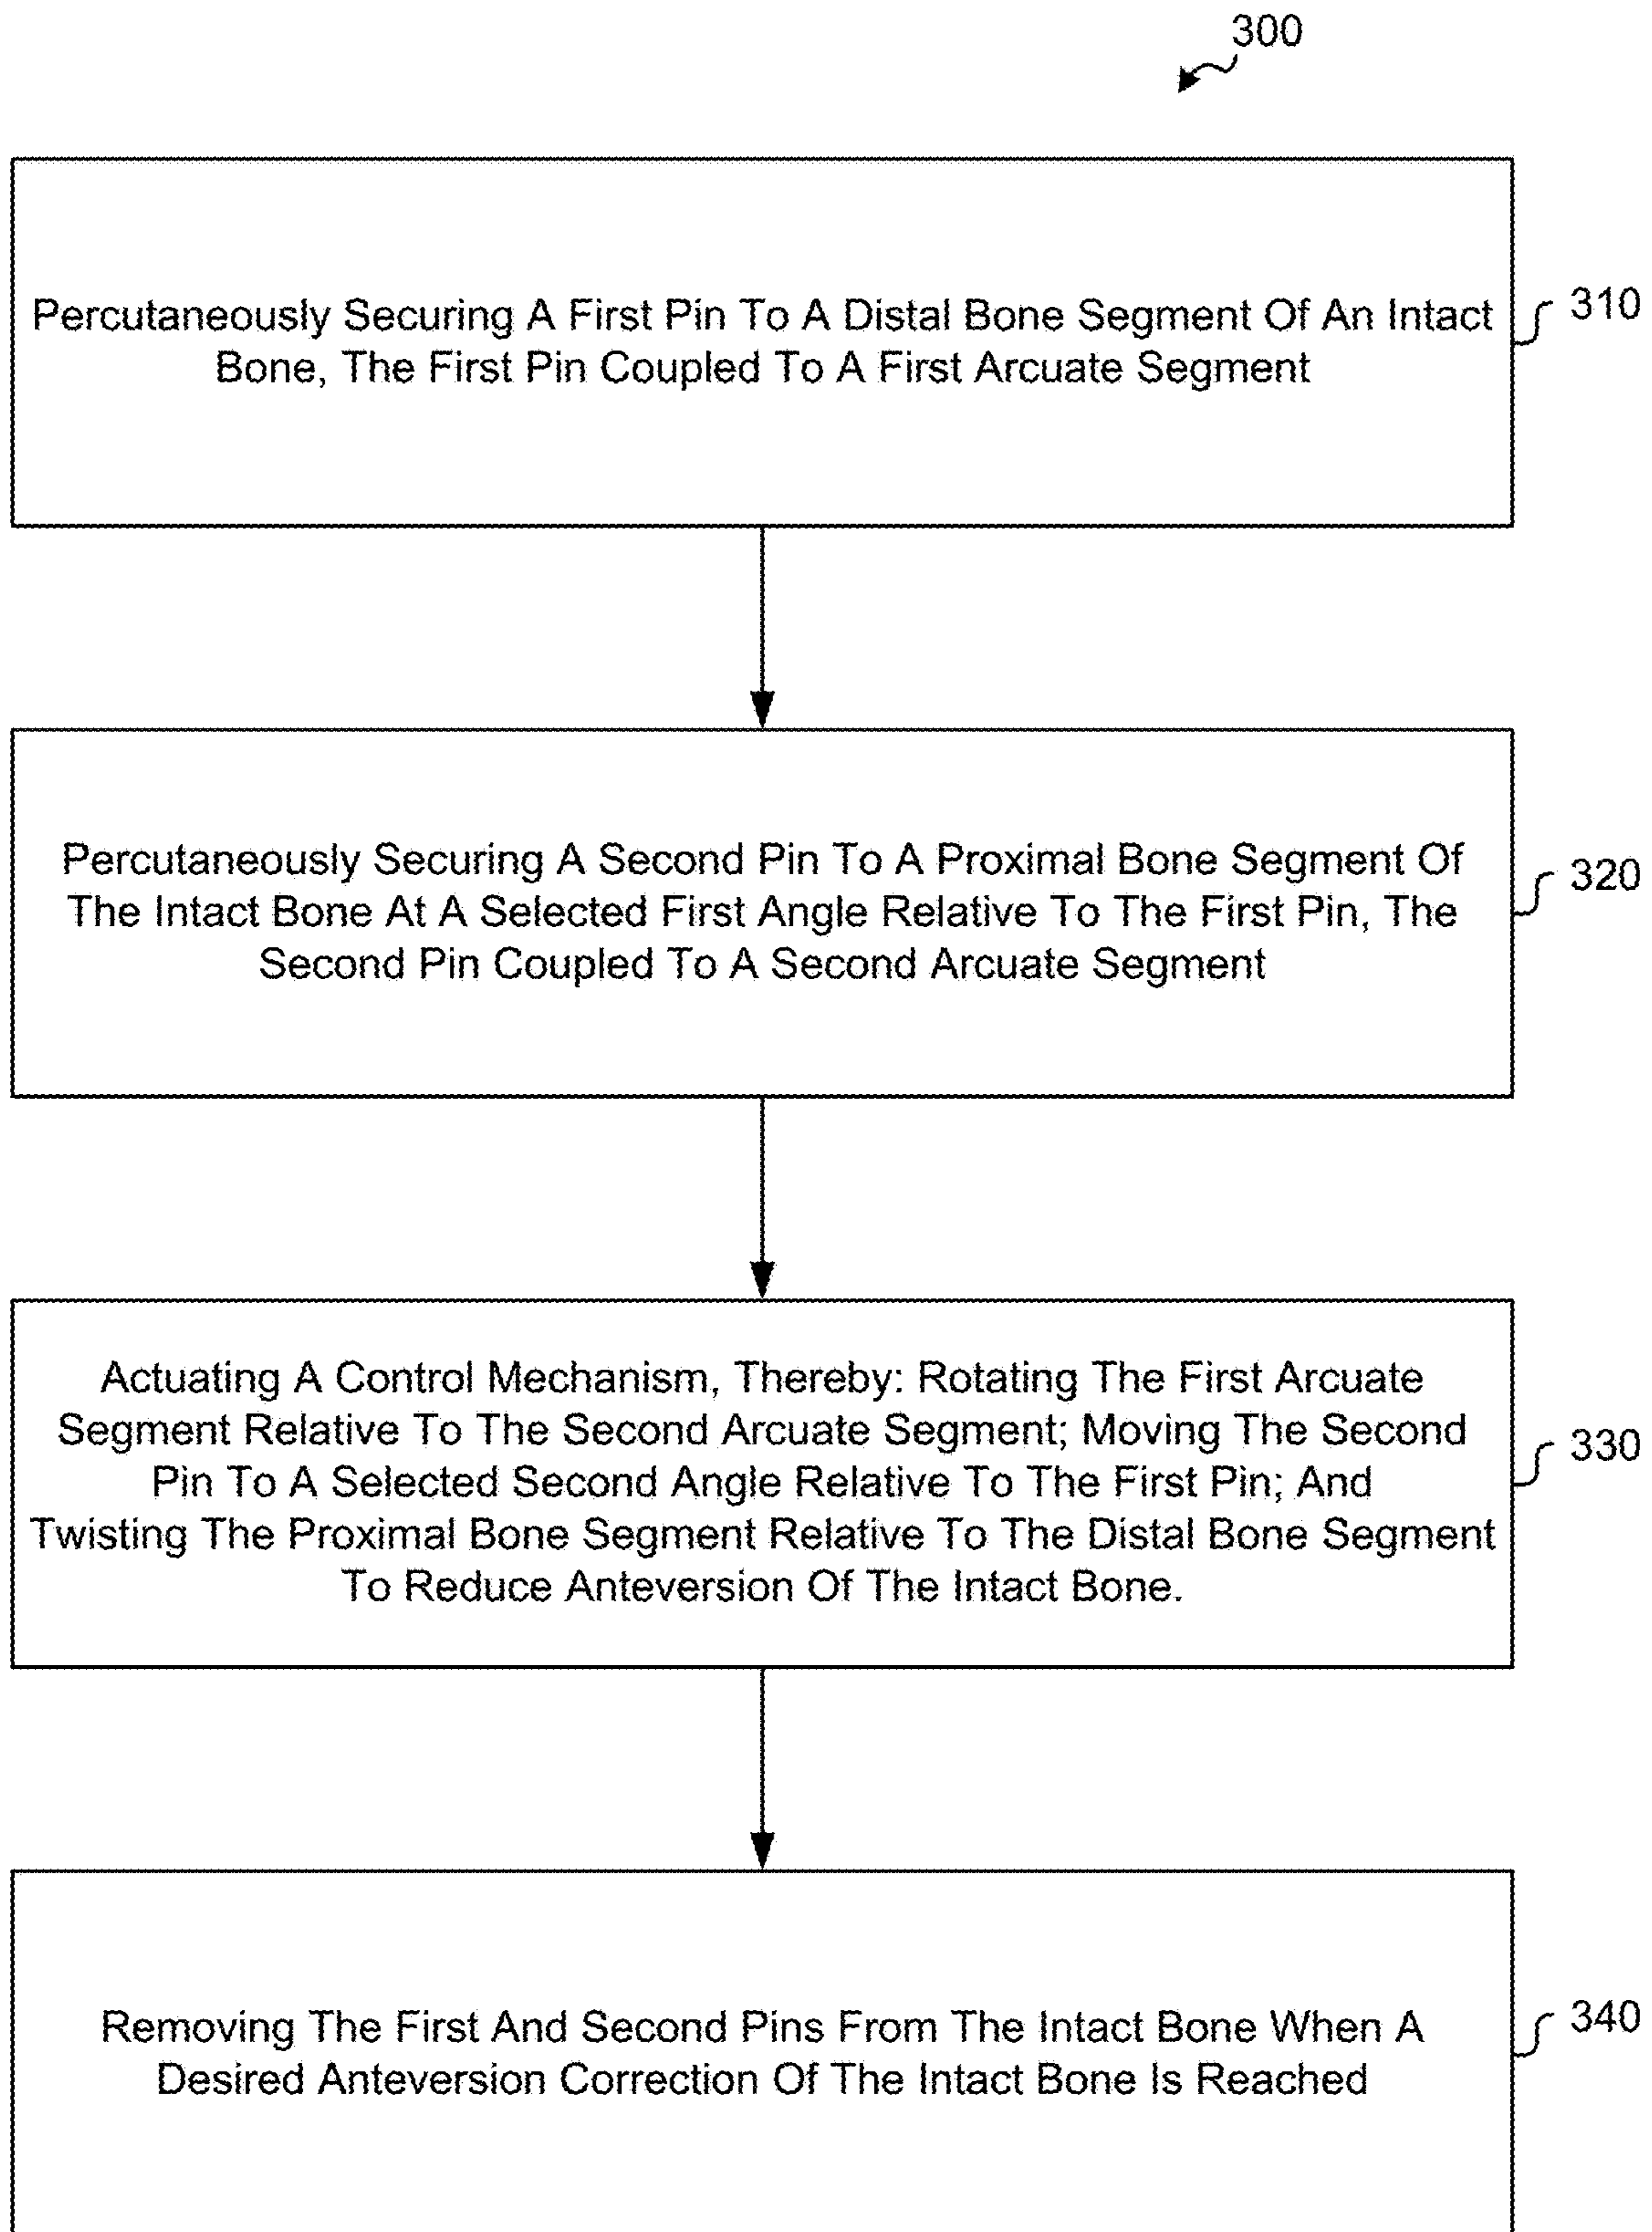 300
Percutaneously Securing A First Pin To A Distal Bone Segment Of An Intact
Bone, The First Pin Coupled To A First Arcuate Segment
310
Percutaneously Securing A Second Pin To A Proximal Bone Segment Of
The Intact Bone At A Selected First Angle Relative To The First Pin, The
Second Pin Coupled To A Second Arcuate Segment
320
Actuating A Control Mechanism, Thereby: Rotating The First Arcuate
Segment Relative To The Second Arcuate Segment; Moving The Second
Pin To A Selected Second Angle Relative To The First Pin; And
Twisting The Proximal Bone Segment Relative To The Distal Bone Segment
To Reduce Anteversion Of The Intact Bone.
330
Removing The First And Second Pins From The Intact Bone When A
Desired Anteversion Correction Of The Intact Bone Is Reached
340